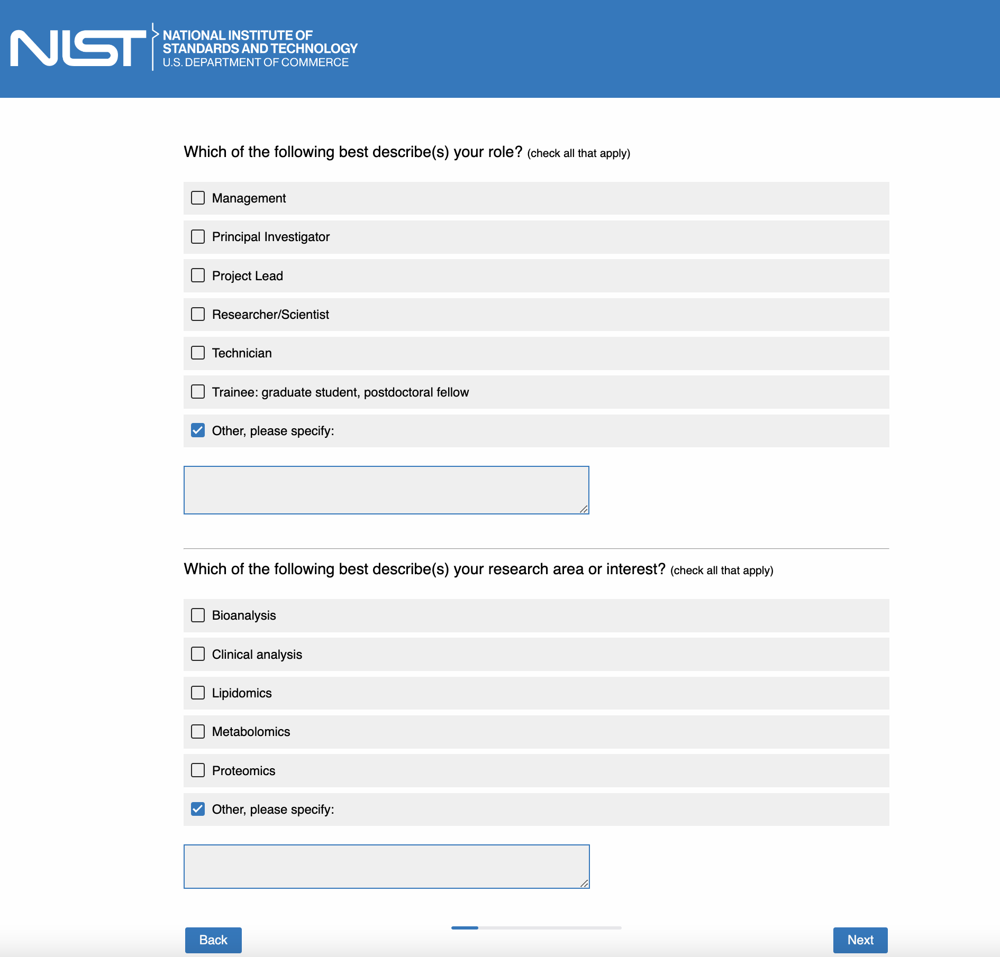 NIST
NATIONAL INSTITUTE OF
STANDARDS AND TECHNOLOGY
U.S. DEPARTMENT OF COMMERCE
Which of the following best describe(s) your role? (check all that apply)
Management
Principal Investigator
Project Lead
Researcher/Scientist
Technician
Trainee: graduate student, postdoctoral fellow
Other, please specify:
Which of the following best describe(s) your research area or interest? (check all that apply)
Bioanalysis
Clinical analysis
Lipidomics
Metabolomics
Proteomics
Other, please specify:
Back
Next